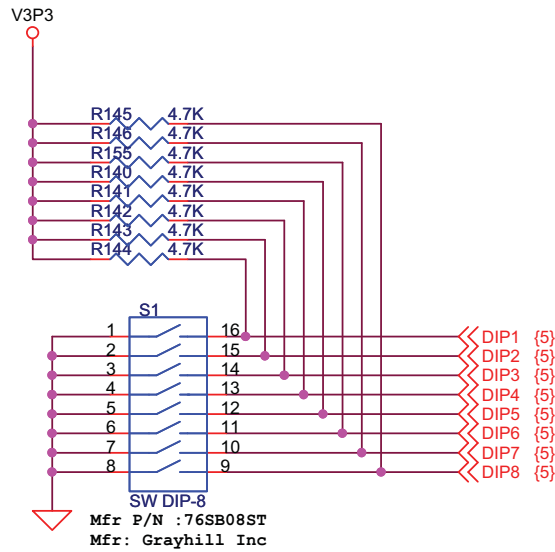 V3P3
R145 4.7K
R146 4.7K
R155 4.7K
R140 4.7K
R141 4.7K
R142 4.7K
R143 4.7K
R144 4.7K
S1
1 16 DIP1 {5}
2 15 DIP2 {5}
3 14 DIP3 {5}
4 13 DIP4 {5}
5 12 DIP5 {5}
6 11 DIP6 {5}
7 10 DIP7 {5}
8 9 DIP8 {5}
SW DIP-8
Mfr P/N :76SB08ST
Mfr: Grayhill Inc